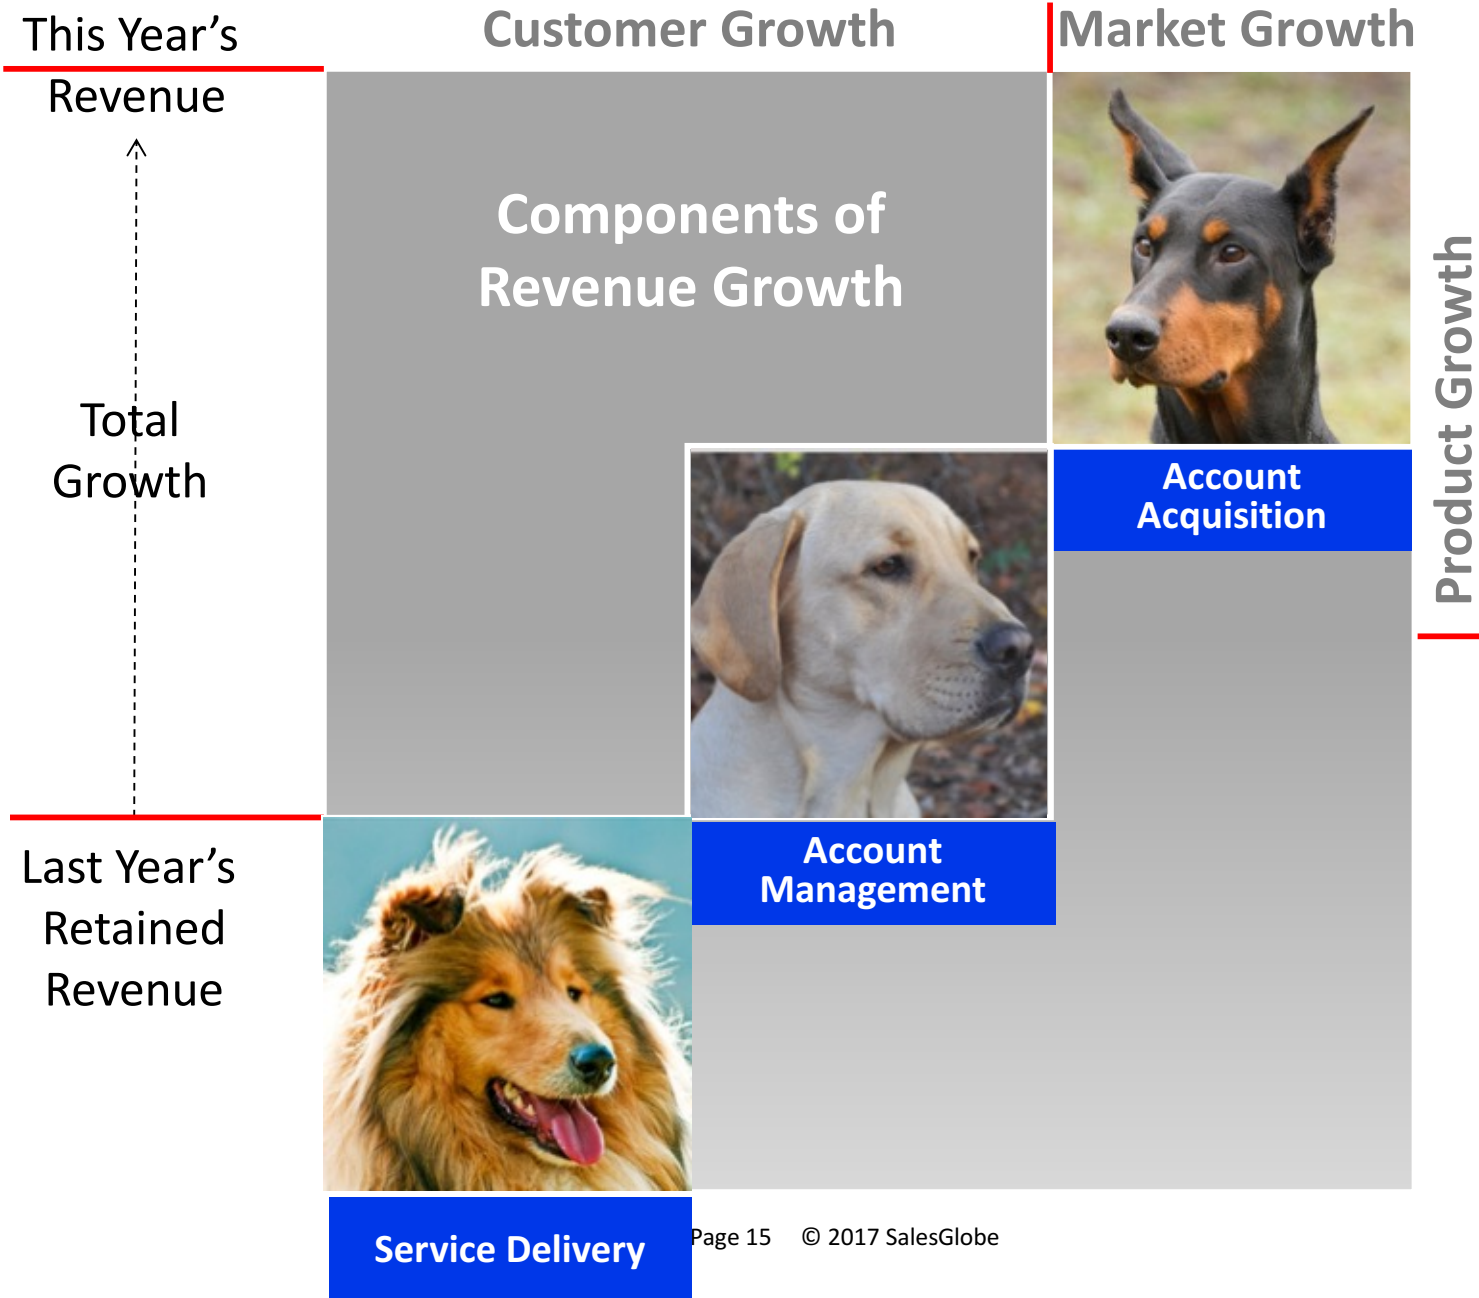 This Year’s
Revenue
Customer Growth
Market Growth
Components of
Revenue Growth
Product Growth
Total
Growth
Account
Acquisition
Account
Management
Last Year’s
Retained
Revenue
Service Delivery
Page 15 © 2017 SalesGlobe